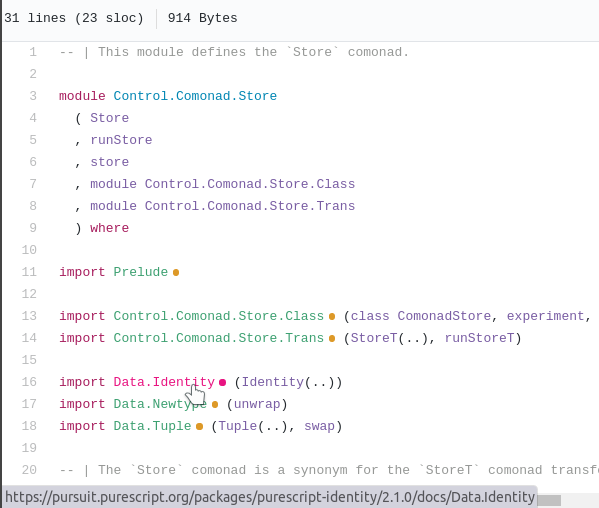 31 lines (23 sloc) 914 Bytes
1 -- | This module defines the `Store` comonad.
2
3 module Control.Comonad.Store
4 ( Store
5 , runStore
6 , store
7 , module Control.Comonad.Store.Class
8 , module Control.Comonad.Store.Trans
9 ) where
10
11 import Prelude
12
13 import Control.Comonad.Store.Class (class ComonadStore, experiment,
14 import Control.Comonad.Store.Trans (StoreT(..), runStoreT)
15
16 import Data.Identity (Identity(..))
17 import Data.Newtype (unwrap)
18 import Data.Tuple (Tuple(..), swap)
19
20 -- | The `Store` comonad is a synonym for the `StoreT` comonad transfo
https://pursuit.purescript.org/packages/purescript-identity/2.1.0/docs/Data.Identity